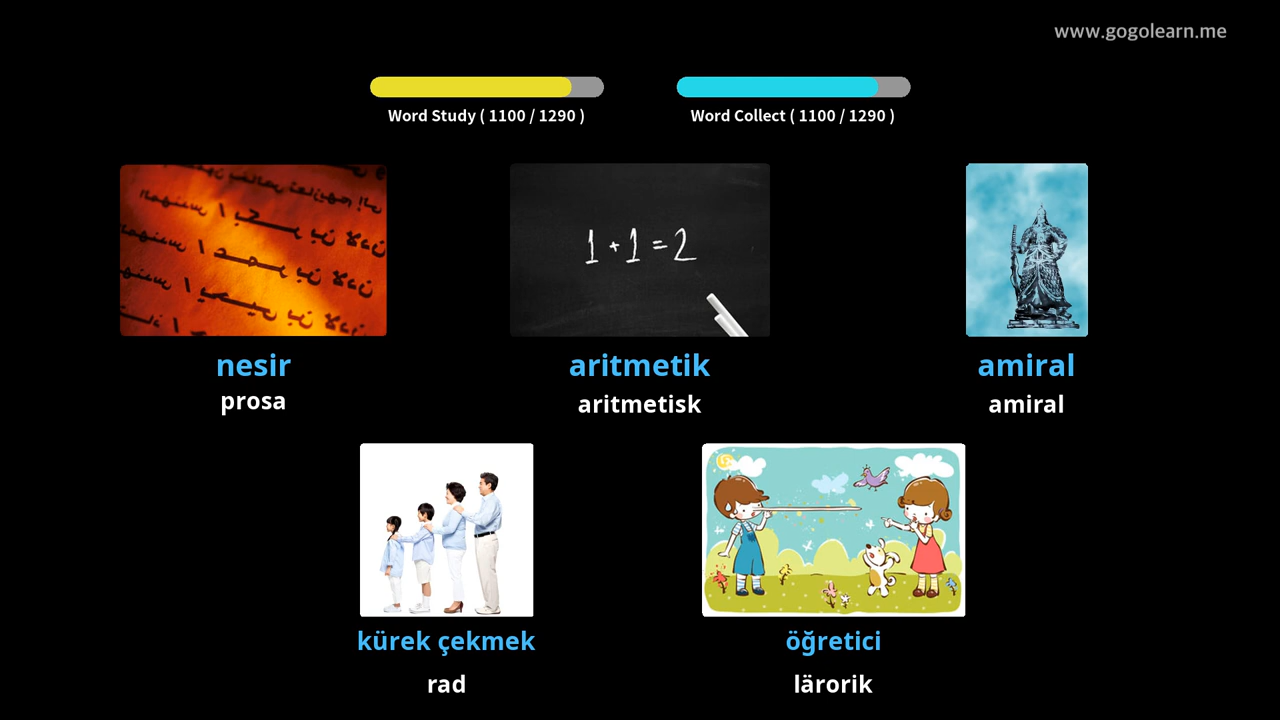 www.gogolearn.me
Word Study ( 1100 / 1290 )
Word Collect ( 1100 / 1290 )
1 + 1 = 2
nesir
prosa
aritmetik
aritmetisk
amiral
amiral
kürek çekmek
rad
öğretici
lärorik